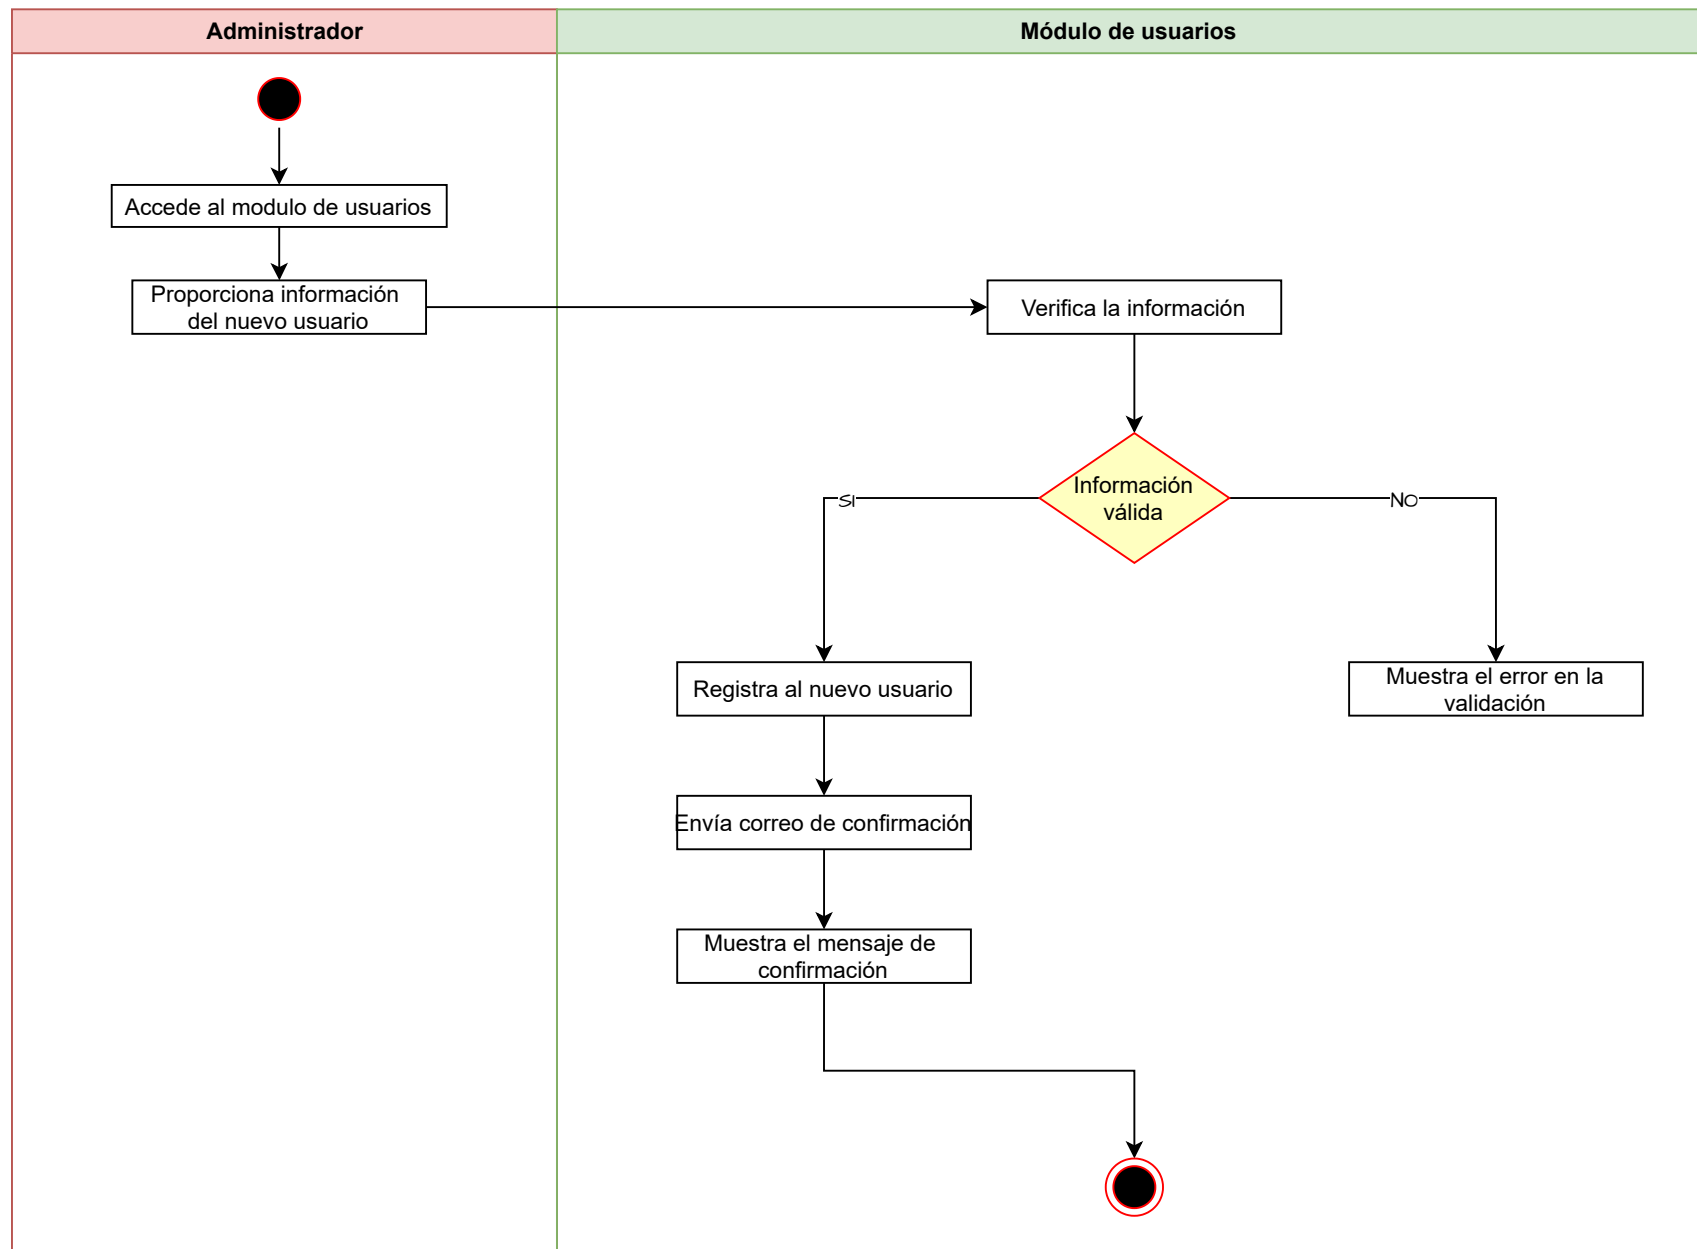 Administrador
Módulo de usuarios
Accede al modulo de usuarios
Proporciona información
del nuevo usuario
Verifica la información
Información
válida
SI
NO
Registra al nuevo usuario
Muestra el error en la
validación
Envía correo de confirmación
Muestra el mensaje de
confirmación